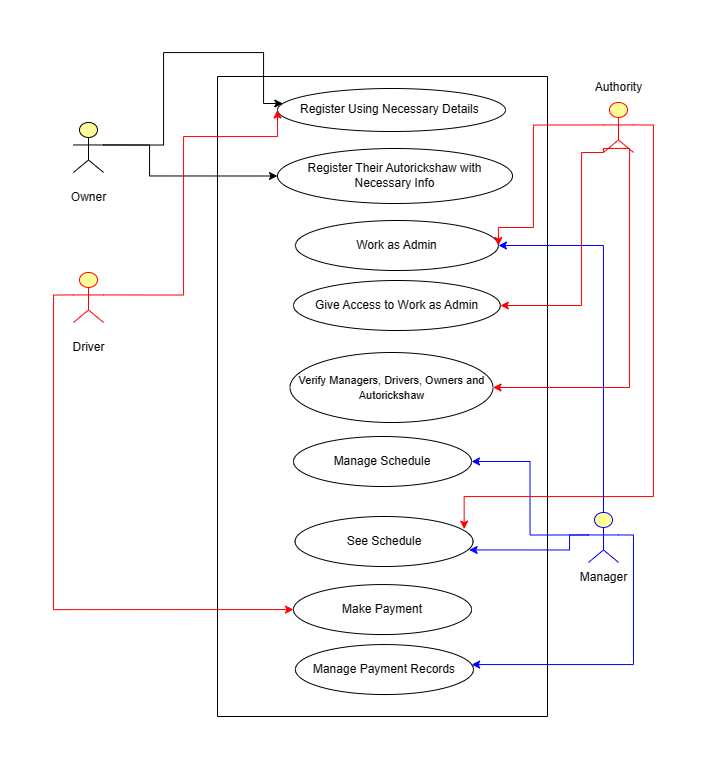 Authority
Register Using Necessary Details
Register Their Autorickshaw with
Necessary Info
Owner
Work as Admin
Give Access to Work as Admin
Driver
Verify Managers, Drivers, Owners and
Autorickshaw
Manage Schedule
See Schedule
Manager
Make Payment
Manage Payment Records